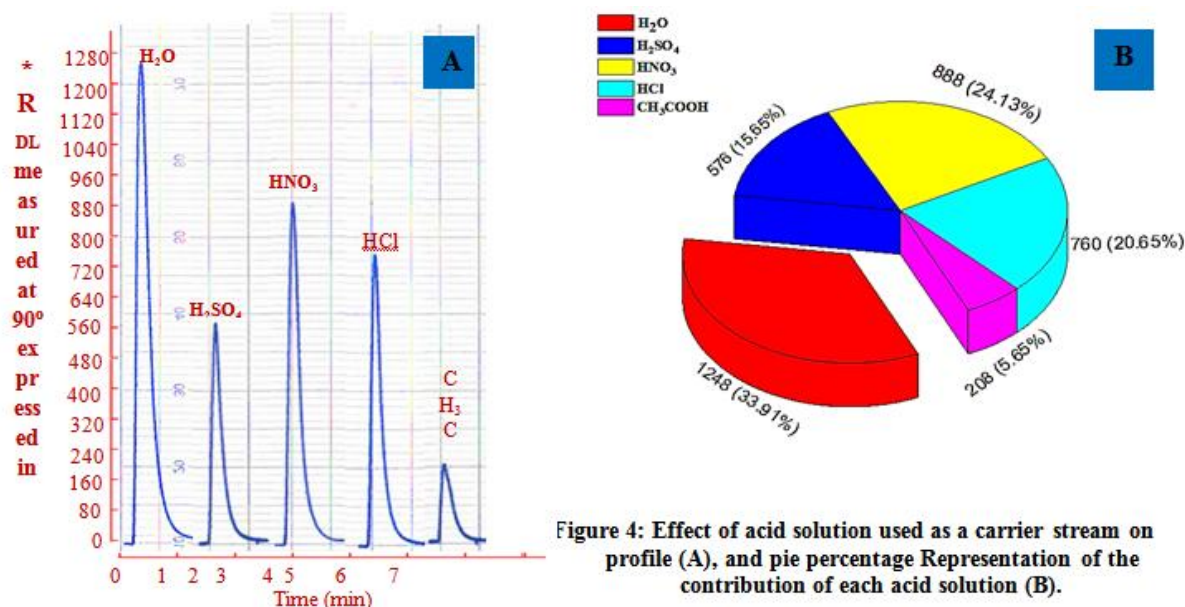 A
*
R
DL
me
as
ur
ed
at
90º
ex
pr
ess
ed
in
1280
1200
1120
1040
960
880
800
720
640
560
480
400
320
240
160
80
0
H₂O
H₂SO₄
HNO₃
HCl
C
H₃
C
0 1 2 3 4 5 6 7
Time (min)
B
H₂O
H₂SO₄
HNO₃
HCl
CH₃COOH
888 (24.13%)
576 (15.65%)
760 (20.65%)
208 (5.65%)
1248 (33.91%)
Figure 4: Effect of acid solution used as a carrier stream on
profile (A), and pie percentage Representation of the
contribution of each acid solution (B).